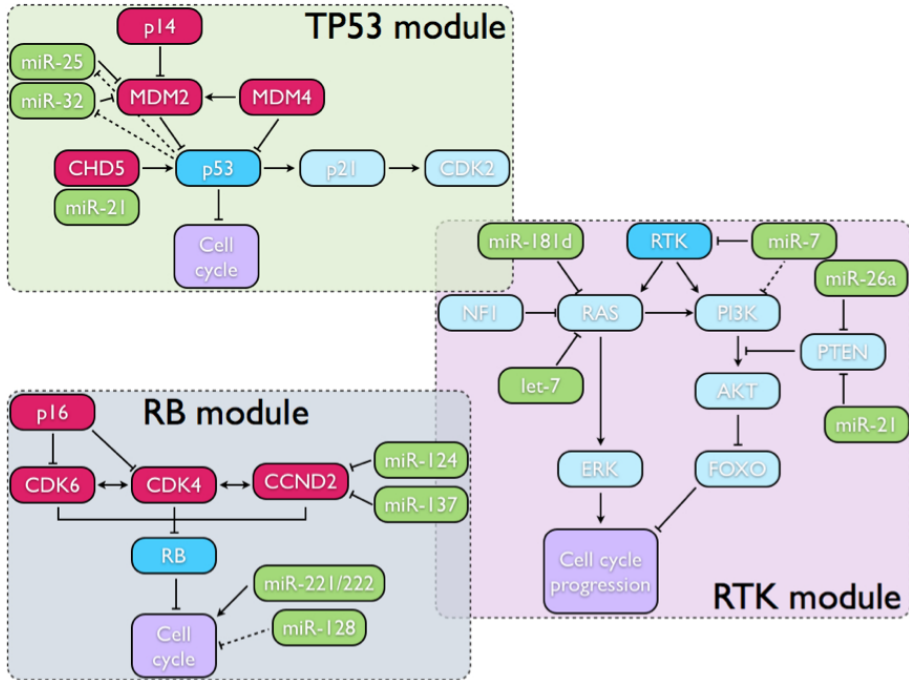 TP53 module
p14
miR-25
miR-32
MDM2
MDM4
CHD5
p53
p21
CDK2
miR-21
Cell
cycle
miR-181d
RTK
miR-7
miR-26a
NF1
RAS
PI3K
PTEN
let-7
AKT
miR-21
ERK
FOXO
Cell cycle
progression
RTK module
RB module
p16
miR-124
CDK6
CDK4
CCND2
miR-137
RB
miR-221/222
miR-128
Cell
cycle